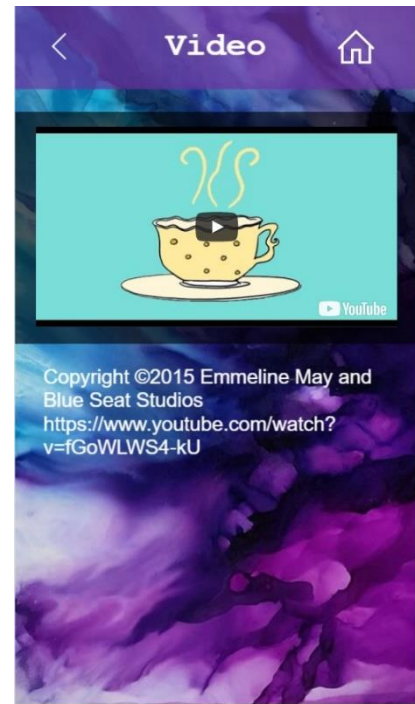 Video
YouTube
Copyright ©2015 Emmeline May and
Blue Seat Studios
https://www.youtube.com/watch?
v=fGoWLWS4-kU